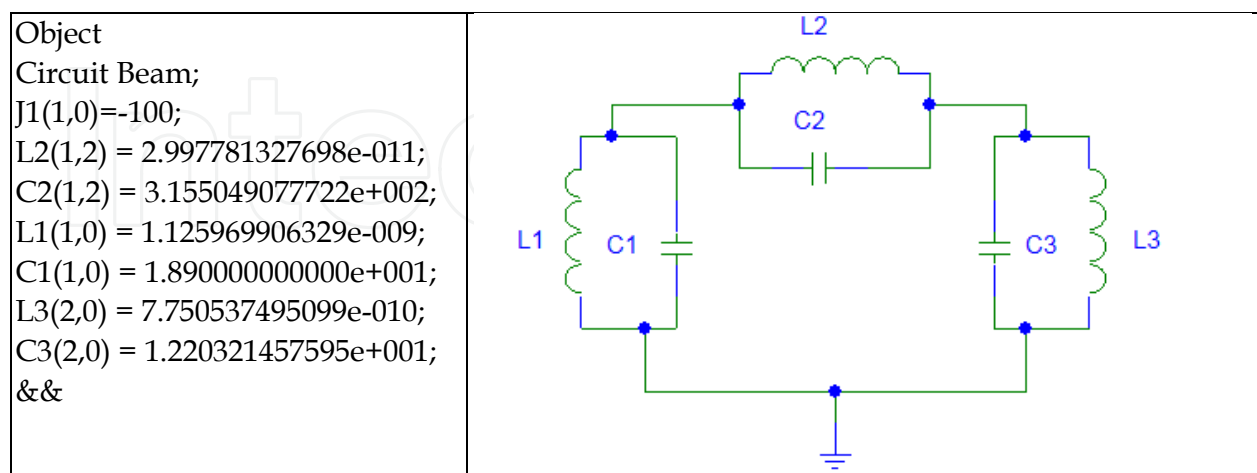 Object
Circuit Beam;
J1(1,0)=-100;
L2(1,2) = 2.997781327698e-011;
C2(1,2) = 3.155049077722e+002;
L1(1,0) = 1.125969906329e-009;
C1(1,0) = 1.890000000000e+001;
L3(2,0) = 7.750537495099e-010;
C3(2,0) = 1.220321457595e+001;
&&
L2
C2
L1
C1
C3
L3